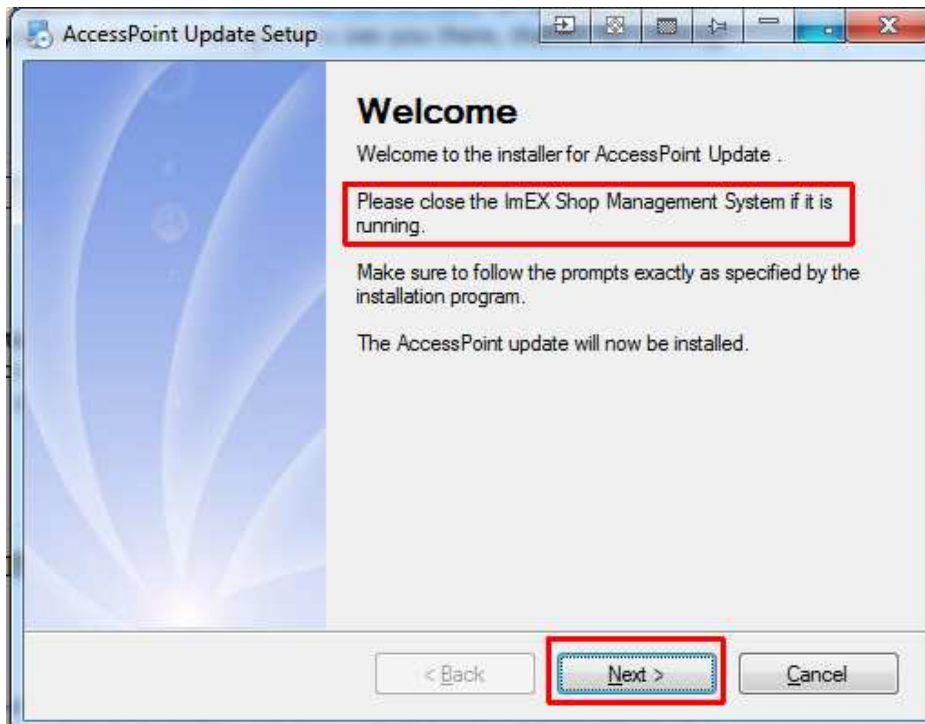 AccessPoint Update Setup
Welcome
Welcome to the installer for AccessPoint Update .
Please close the ImEX Shop Management System if it is
running.
Make sure to follow the prompts exactly as specified by the
installation program.
The AccessPoint update will now be installed.
< Back
Next >
Cancel